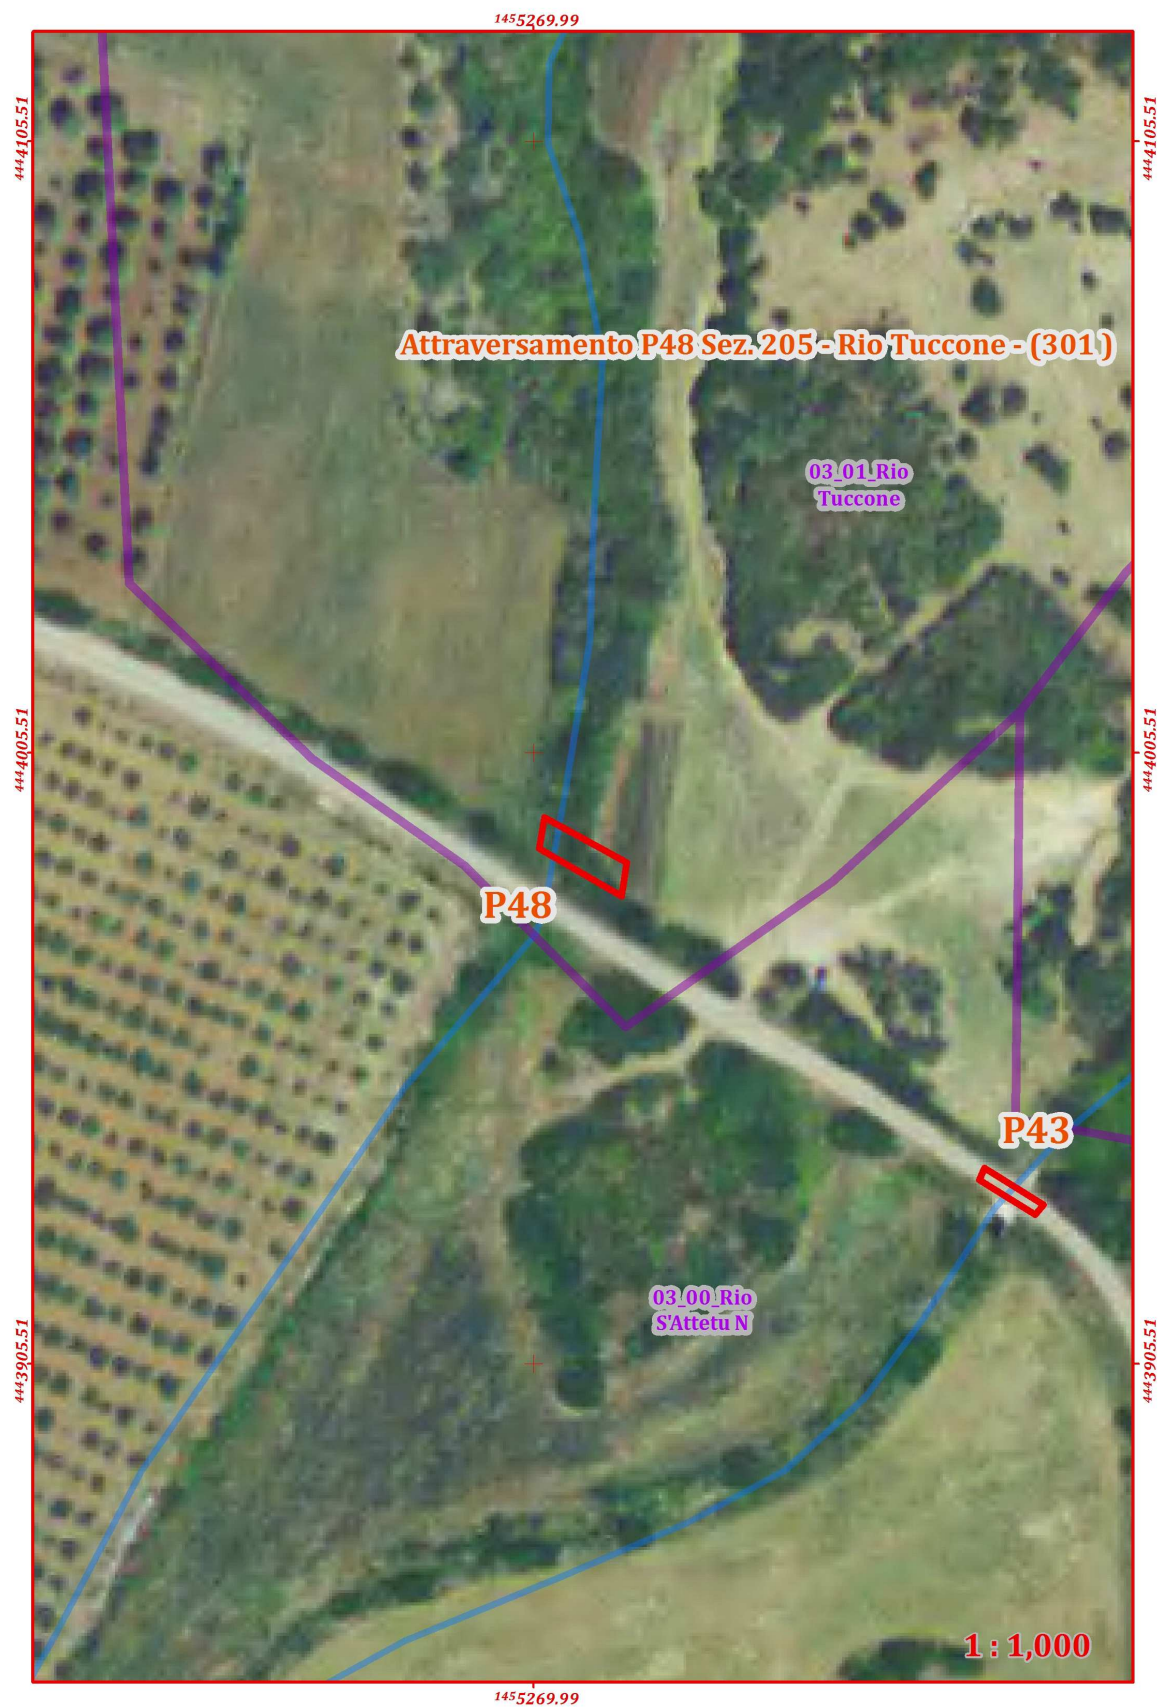 ¹⁴⁵5269.99
⁴⁴⁴4105.51
⁴⁴⁴4105.51
Attraversamento P48 Sez. 205 - Rio Tuccone - (301 )
03_01_Rio
Tuccone
⁴⁴⁴4005.51
⁴⁴⁴4005.51
P48
P43
03_00_Rio
S'Attetu N
⁴⁴⁴3905.51
⁴⁴⁴3905.51
1 : 1,000
¹⁴⁵5269.99